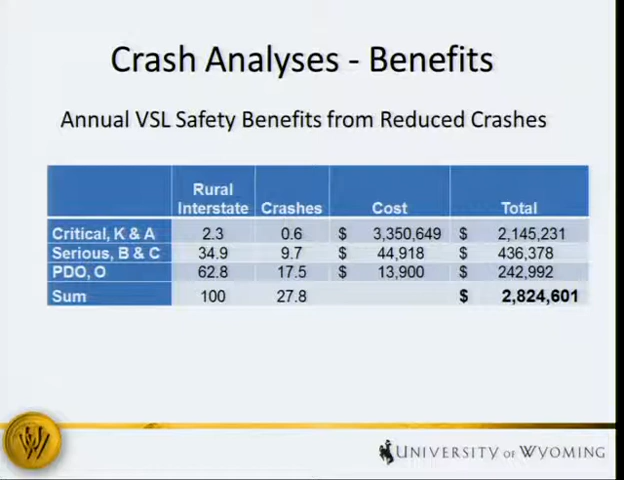 Crash Analyses - Benefits
Annual VSL Safety Benefits from Reduced Crashes
Rural Interstate Crashes Cost Total
Critical, K & A 2.3 0.6 $ 3,350,649 $ 2,145,231
Serious, B & C 34.9 9.7 $ 44,918 $ 436,378
PDO, O 62.8 17.5 $ 13,900 $ 242,992
Sum 100 27.8 $ 2,824,601
UNIVERSITY OF WYOMING